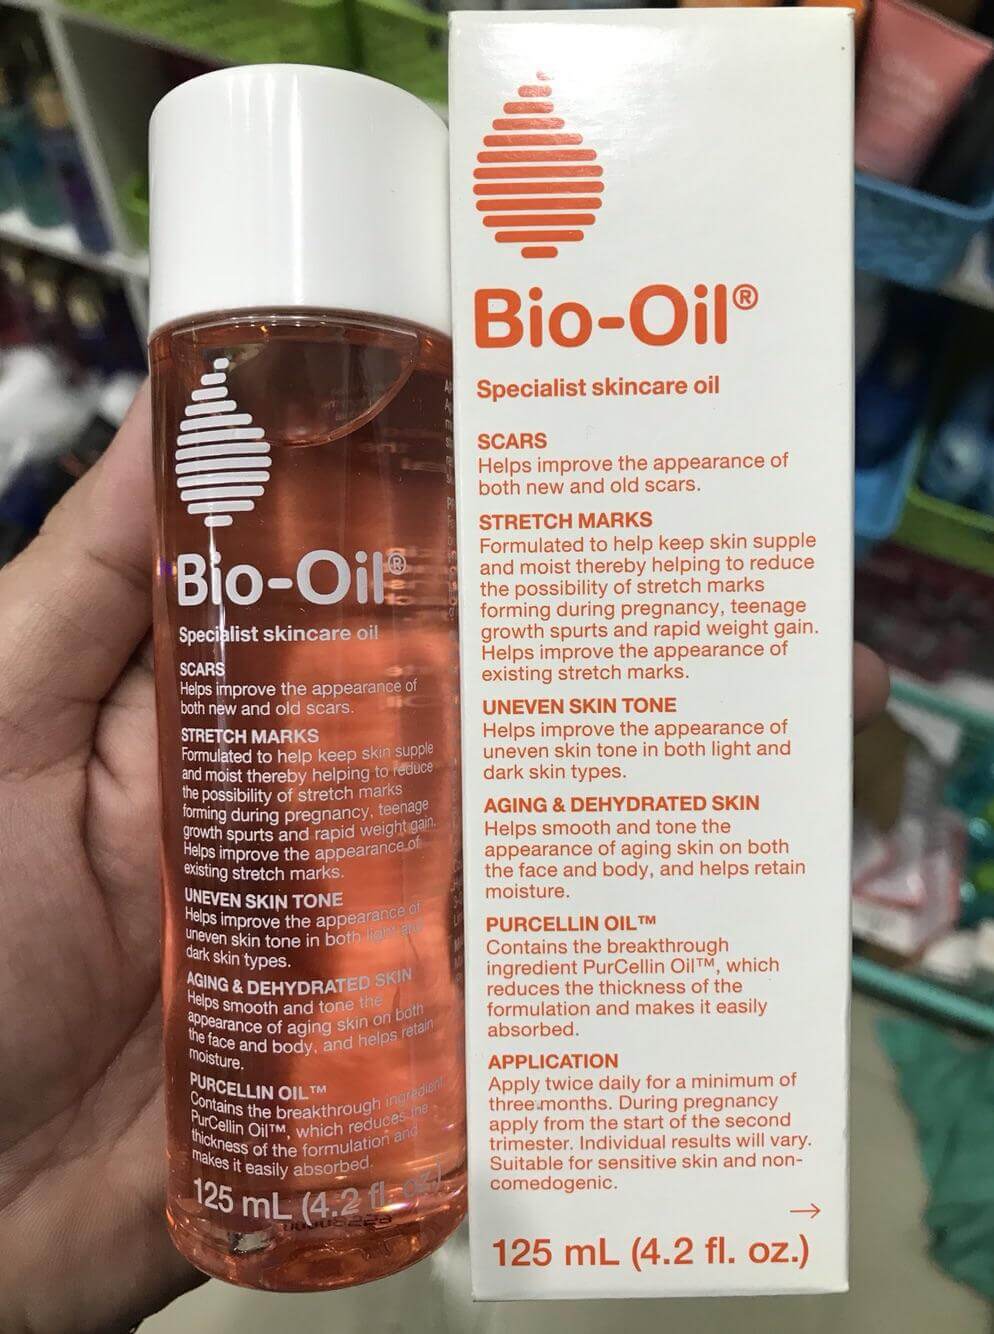 Bio-Oil®
Specialist skincare oil
SCARS
Helps improve the appearance of
both new and old scars.
STRETCH MARKS
Formulated to help keep skin supple
and moist thereby helping to reduce
the possibility of stretch marks
forming during pregnancy, teenage
growth spurts and rapid weight gain.
Helps improve the appearance of
existing stretch marks.
UNEVEN SKIN TONE
Helps improve the appearance of
uneven skin tone in both light and
dark skin types.
AGING & DEHYDRATED SKIN
Helps smooth and tone the
appearance of aging skin on both
the face and body, and helps retain
moisture.
PURCELLIN OIL™
Contains the breakthrough ingredient
PurCellin Oil™, which reduces the
thickness of the formulation and
makes it easily absorbed.
125 mL (4.2 fl. oz.)
Bio-Oil®
Specialist skincare oil
SCARS
Helps improve the appearance of
both new and old scars.
STRETCH MARKS
Formulated to help keep skin supple
and moist thereby helping to reduce
the possibility of stretch marks
forming during pregnancy, teenage
growth spurts and rapid weight gain.
Helps improve the appearance of
existing stretch marks.
UNEVEN SKIN TONE
Helps improve the appearance of
uneven skin tone in both light and
dark skin types.
AGING & DEHYDRATED SKIN
Helps smooth and tone the
appearance of aging skin on both
the face and body, and helps retain
moisture.
PURCELLIN OIL™
Contains the breakthrough
ingredient PurCellin Oil™, which
reduces the thickness of the
formulation and makes it easily
absorbed.
APPLICATION
Apply twice daily for a minimum of
three months. During pregnancy
apply from the start of the second
trimester. Individual results will vary.
Suitable for sensitive skin and non-
comedogenic.
125 mL (4.2 fl. oz.)